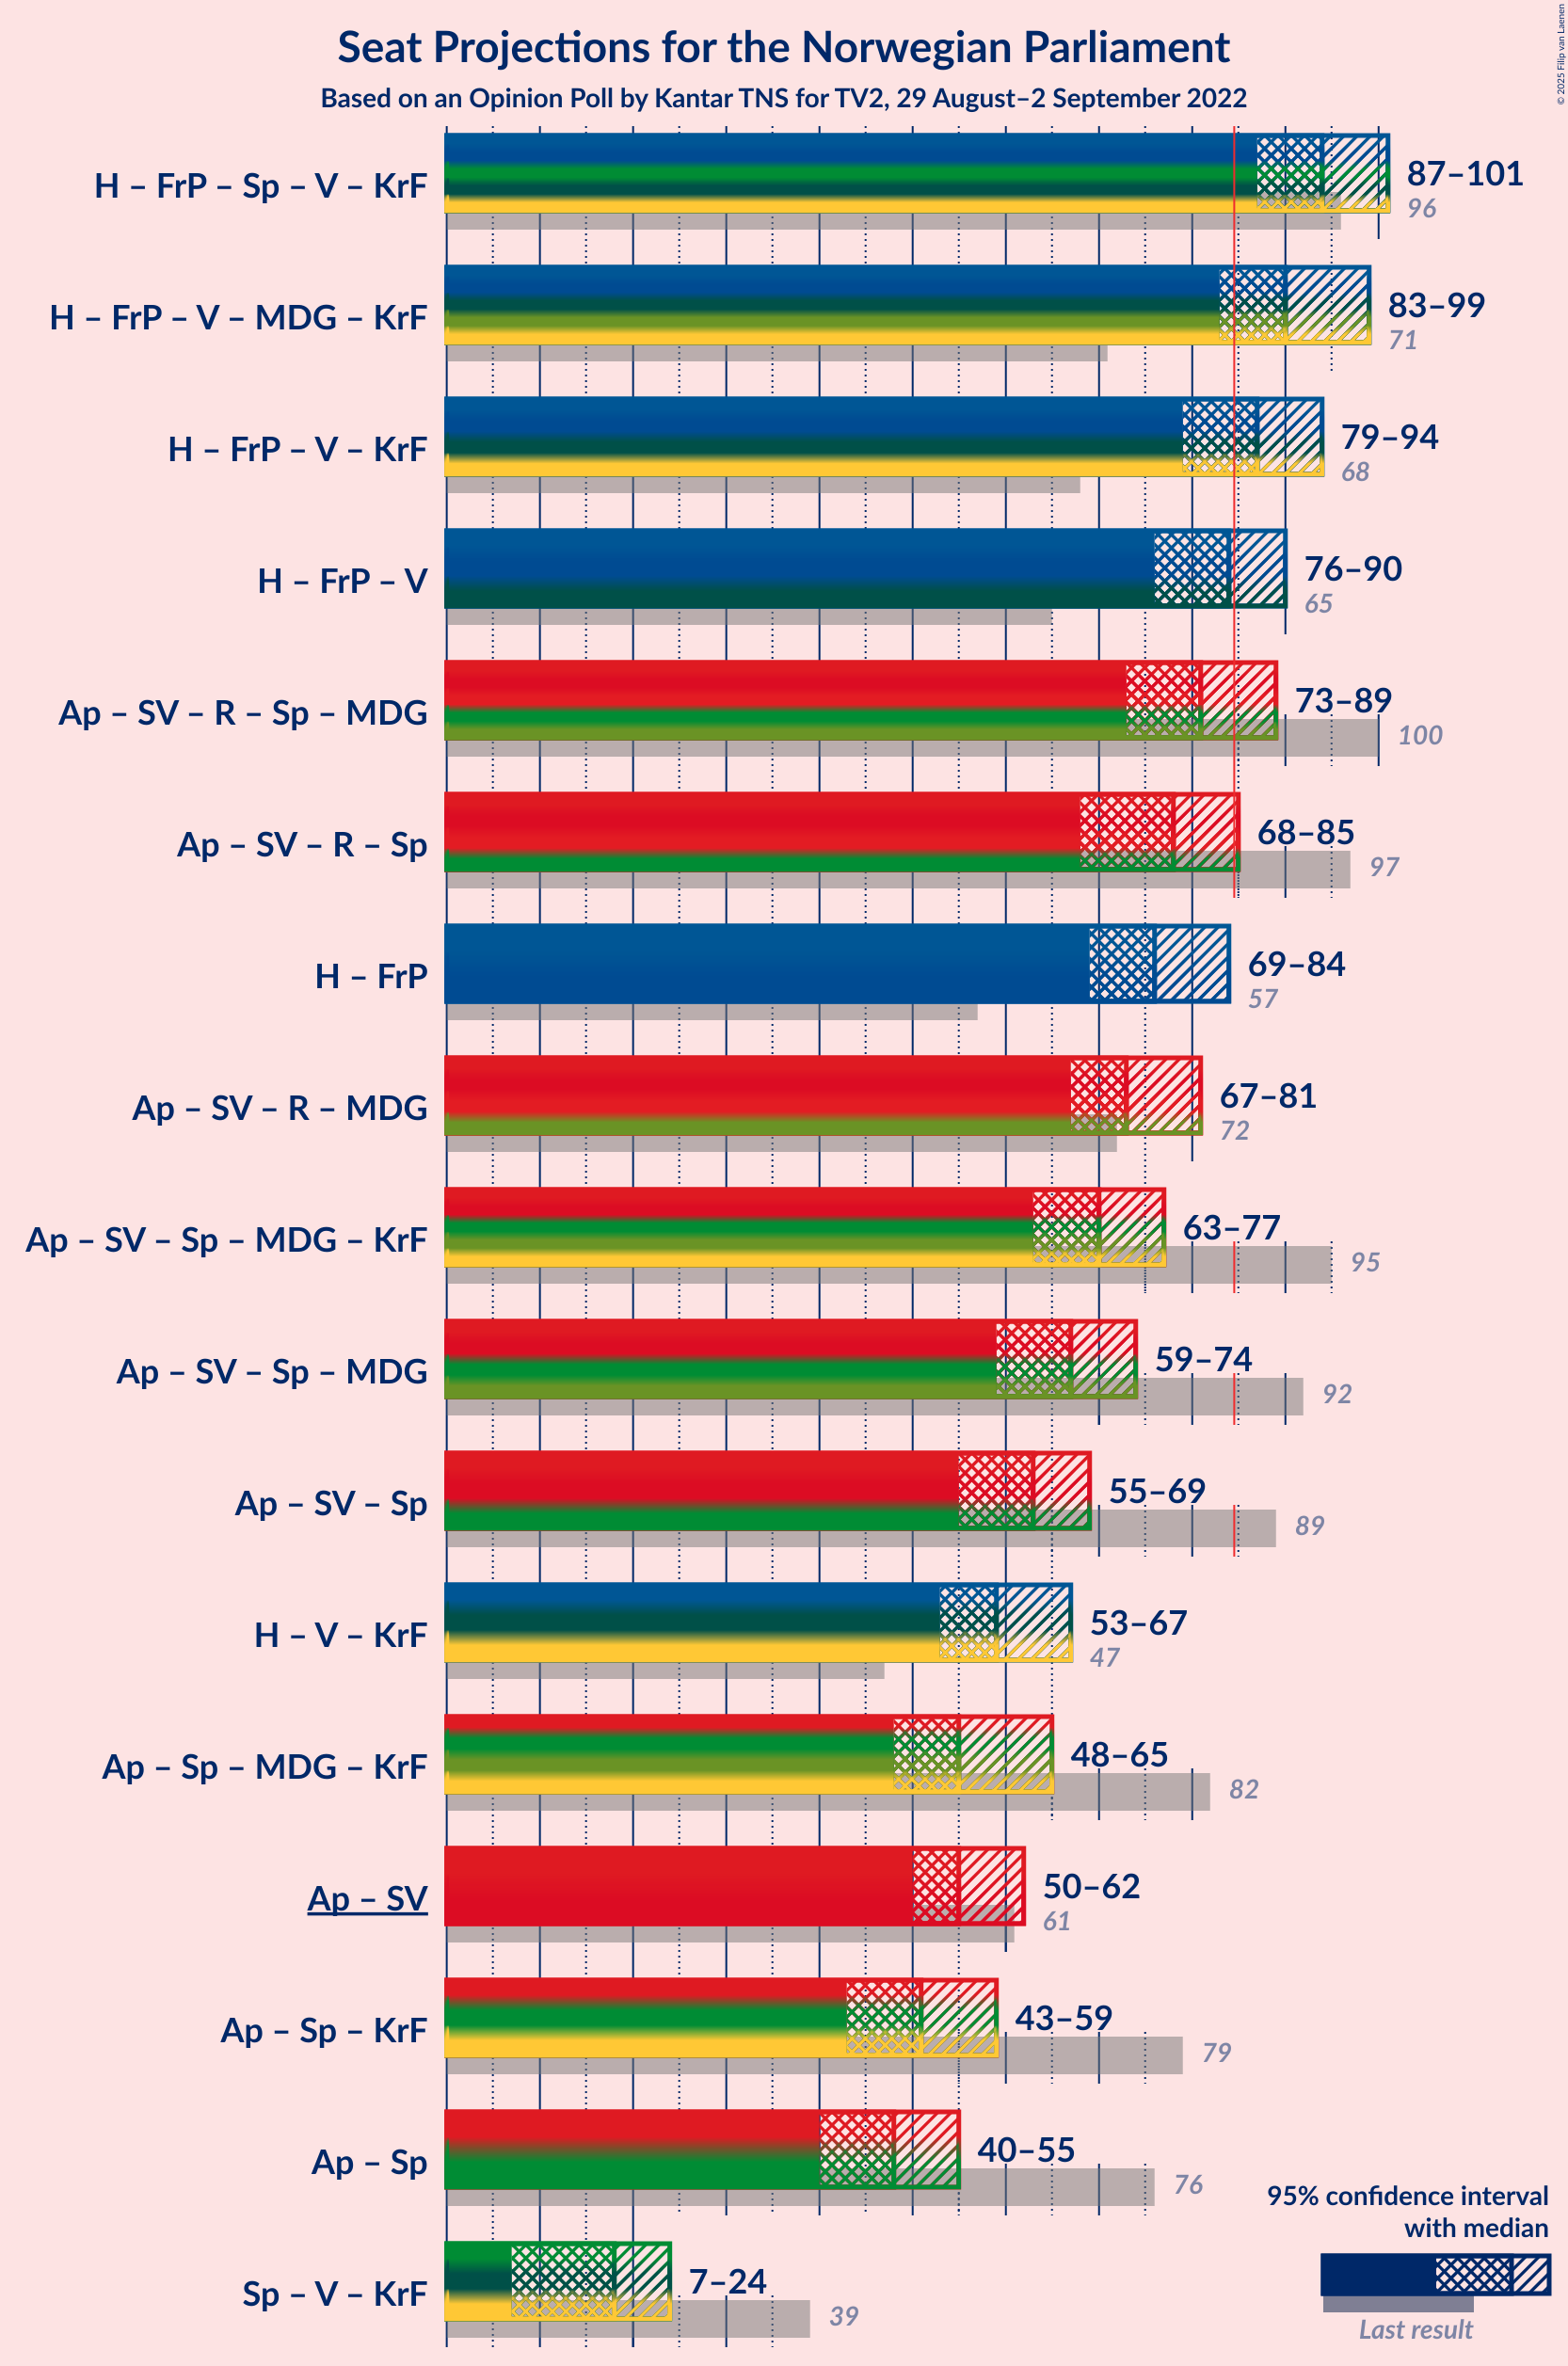 Seat Projections for the Norwegian Parliament
Based on an Opinion Poll by Kantar TNS for TV2, 29 August–2 September 2022
© 2025 Filip van Laenen
H – FrP – Sp – V – KrF
87–101
96
H – FrP – V – MDG – KrF
83–99
71
H – FrP – V – KrF
79–94
68
H – FrP – V
76–90
65
Ap – SV – R – Sp – MDG
73–89
100
Ap – SV – R – Sp
68–85
97
H – FrP
69–84
57
Ap – SV – R – MDG
67–81
72
Ap – SV – Sp – MDG – KrF
63–77
95
Ap – SV – Sp – MDG
59–74
92
Ap – SV – Sp
55–69
89
H – V – KrF
53–67
47
Ap – Sp – MDG – KrF
48–65
82
Ap – SV
50–62
61
Ap – Sp – KrF
43–59
79
Ap – Sp
40–55
76
Sp – V – KrF
7–24
39
95% confidence interval
with median
Last result